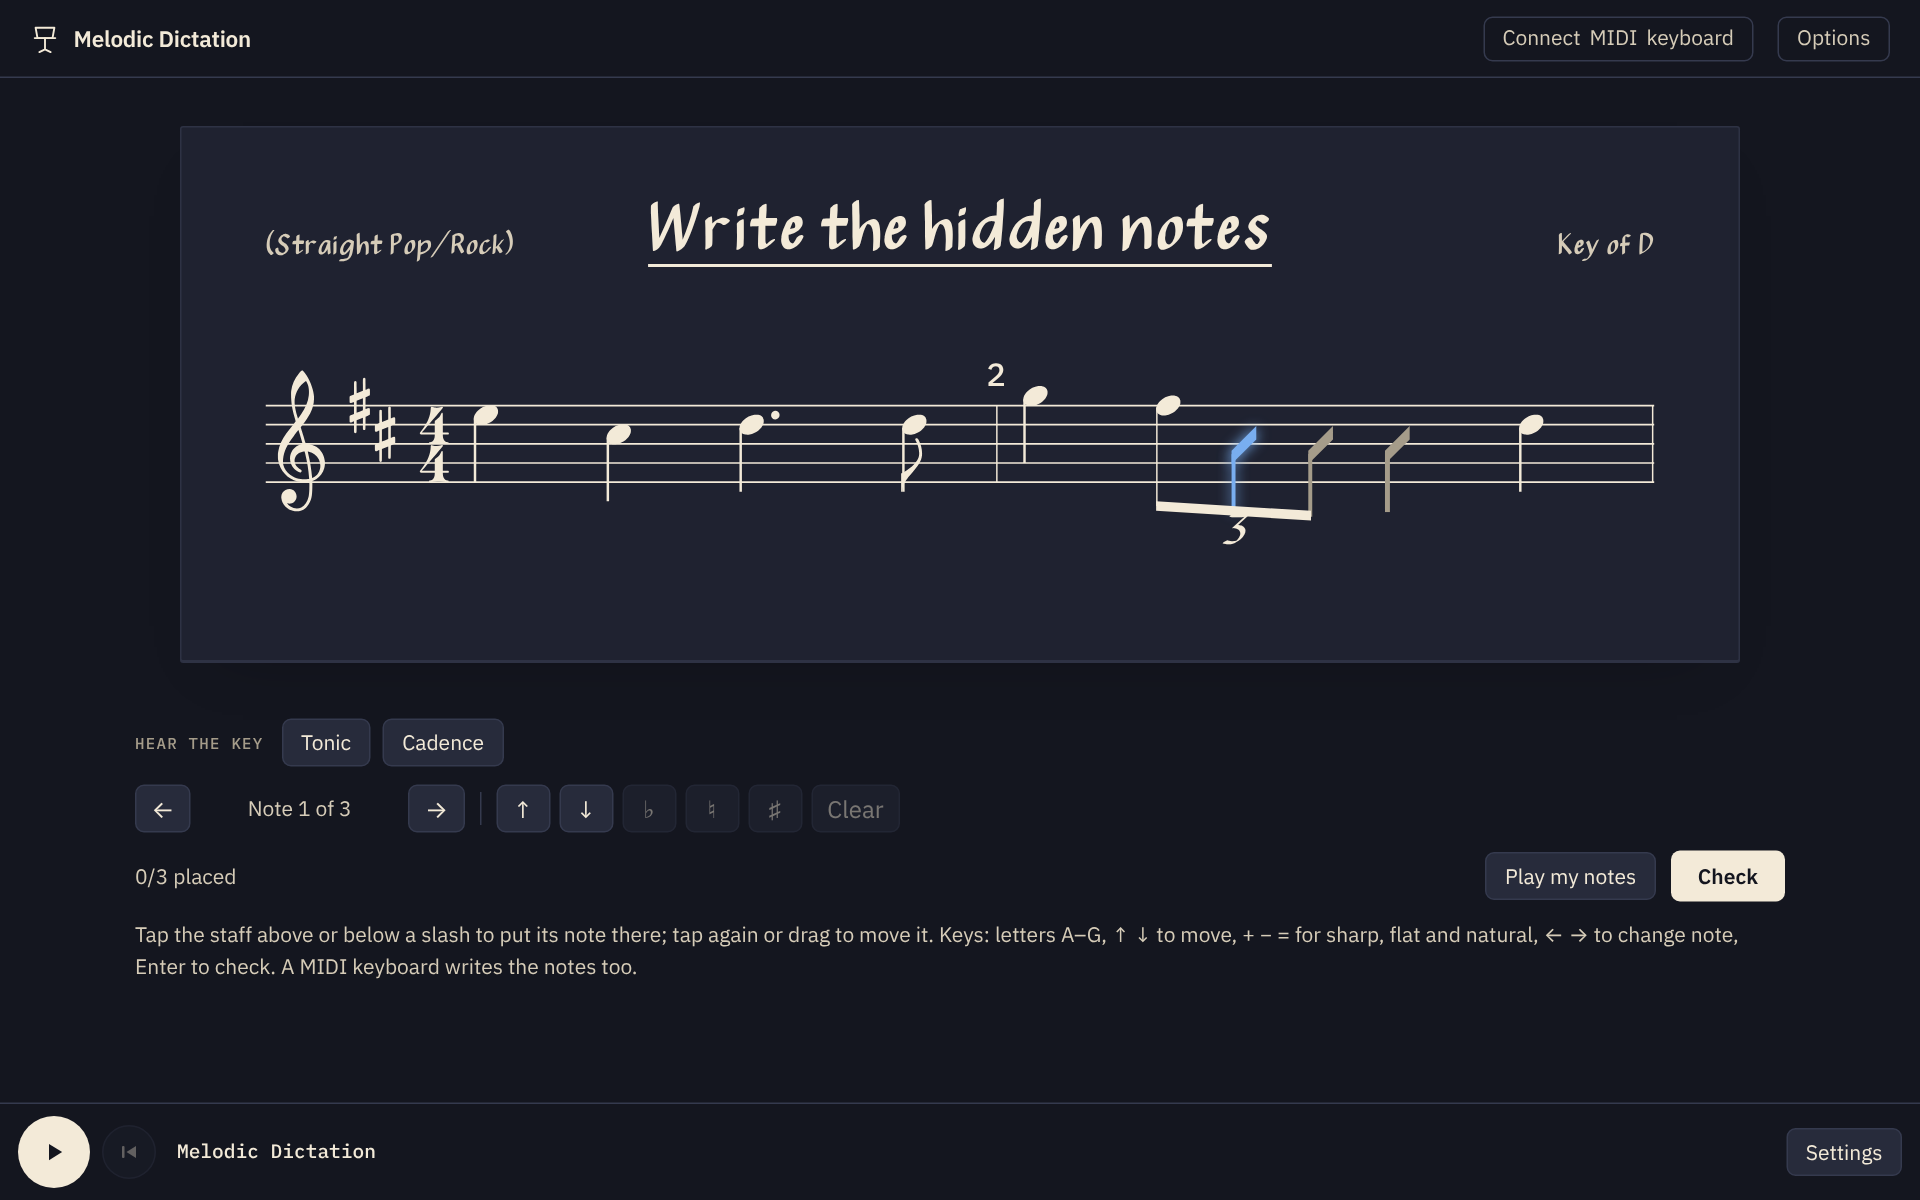 Melodic Dictation
Connect MIDI keyboard
Options
(Straight Pop/Rock)
Write the hidden notes
Key of D
2
4
4
3
HEAR THE KEY
Tonic
Cadence
←
Note 1 of 3
→
↑
↓
♭
♮
♯
Clear
0/3 placed
Play my notes
Check
Tap the staff above or below a slash to put its note there; tap again or drag to move it. Keys: letters A–G, ↑ ↓ to move, + − = for sharp, flat and natural, ← → to change note,
Enter to check. A MIDI keyboard writes the notes too.
Melodic Dictation
Settings